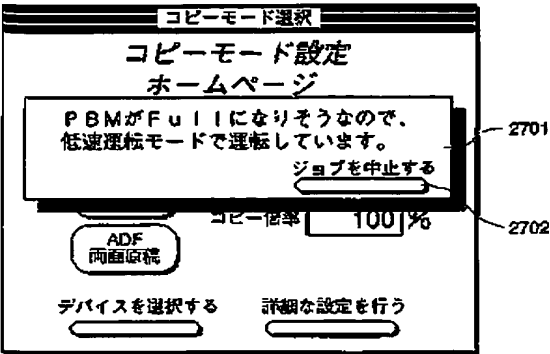 コピーモード選択
コピーモード設定
ホームページ
PBMがFullになりそうなので、
低速運転モードで運転しています。
2701
ジョブを中止する
2702
コピー倍率 100 %
ADF
両面原稿
デバイスを選択する 詳細な設定を行う